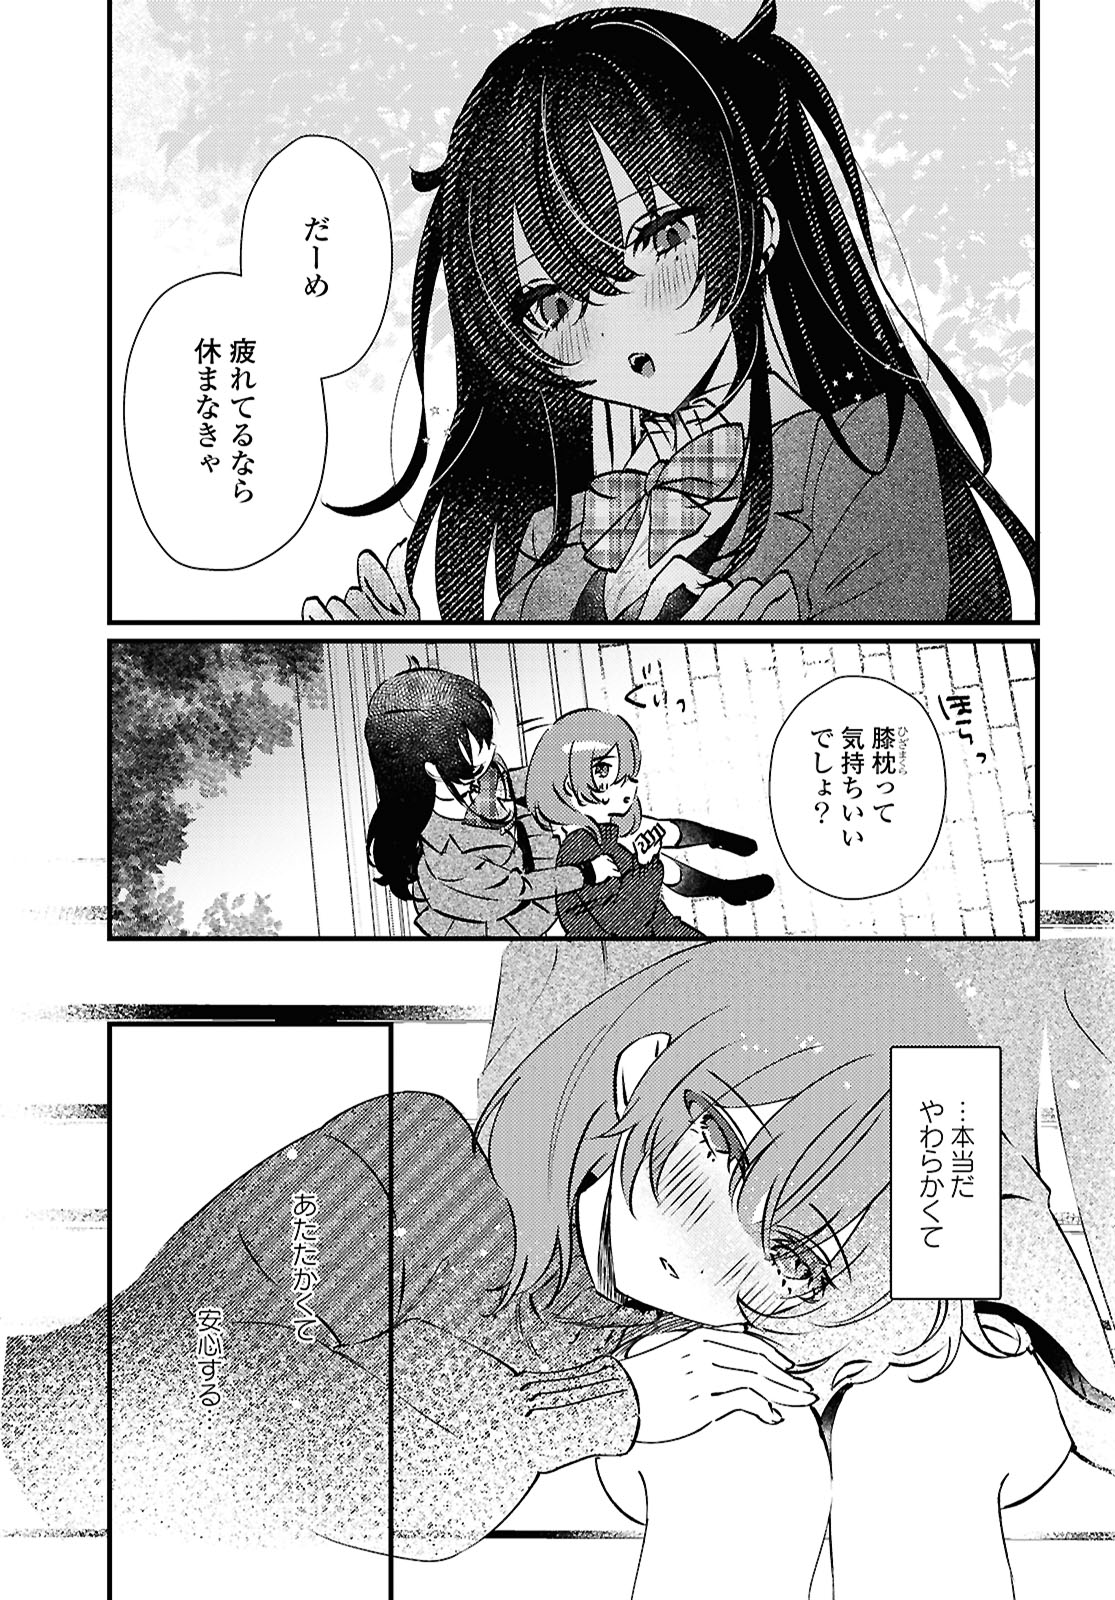 だーめ
疲れてるなら
休まなきゃ
ほらっ
膝枕って
ひざまくら
気持ちいい
でしょ？
ぐいっ
…本当だ
やわらかくて
あたたかくて
安心する…